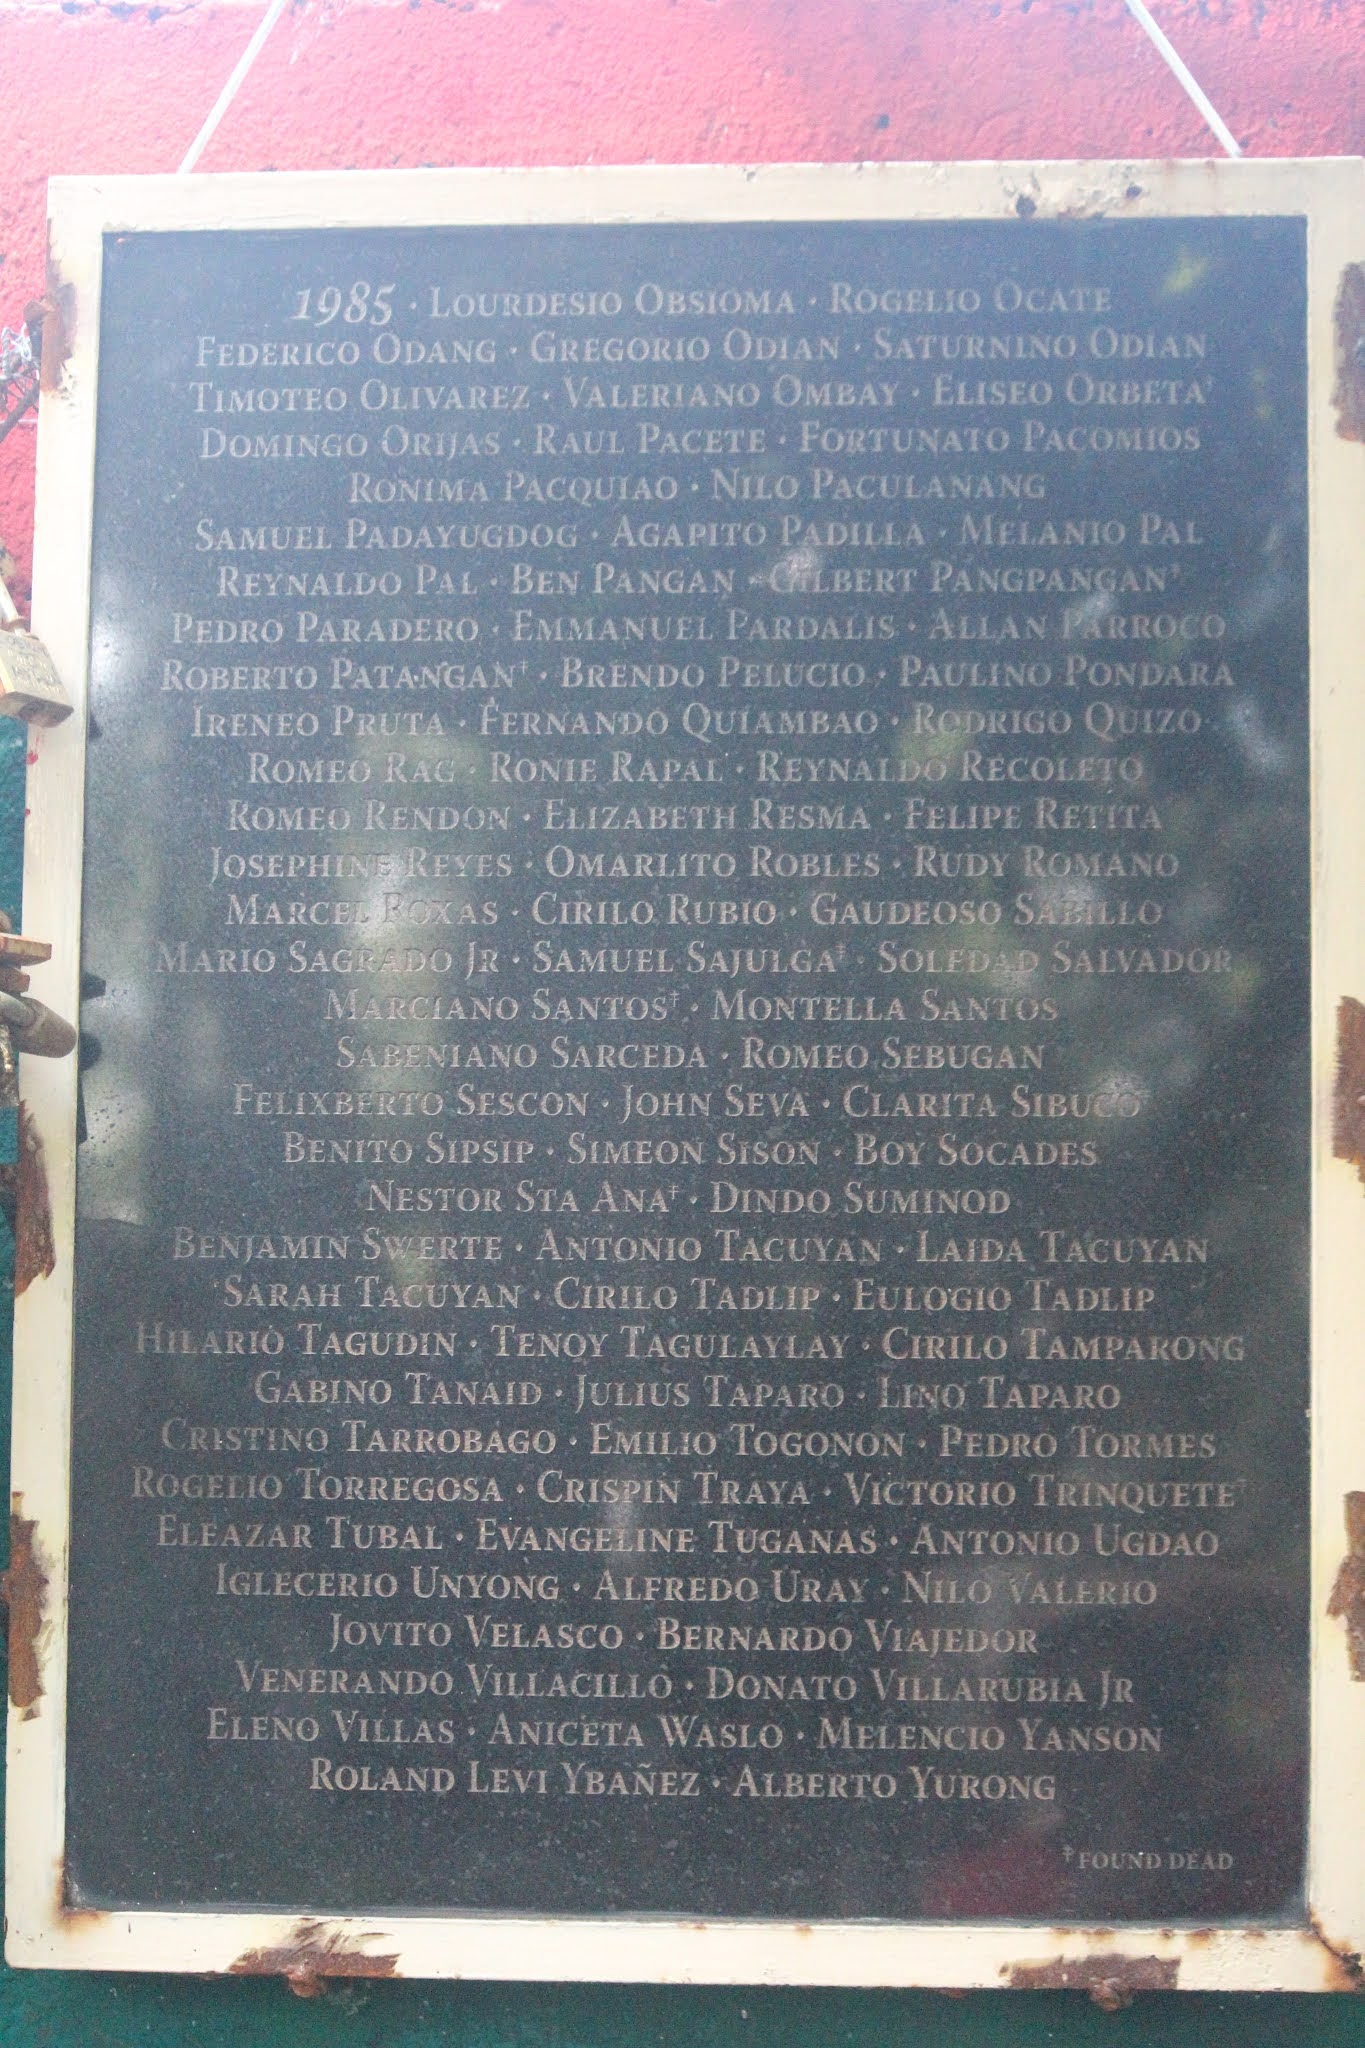 1985 · LOURDESIO OBSIOMA · ROGELIO OCATE
FEDERICO ODANG · GREGORIO ODIAN · SATURNINO ODIAN
TIMOTEO OLIVAREZ · VALERIANO OMBAY · ELISEO ORBETA‡
DOMINGO ORIJAS · RAUL PACETE · FORTUNATO PACOMIOS
RONIMA PACQUIAO · NILO PACULANANG
SAMUEL PADAYUGDOG · AGAPITO PADILLA · MELANIO PAL
REYNALDO PAL · BEN PANGAN · GILBERT PANGPANGAN‡
PEDRO PARADERO · EMMANUEL PARDALIS · ALLAN PARROCO
ROBERTO PATANGAN‡ · BRENDO PELUCIO · PAULINO PONDARA
IRENEO PRUTA · FERNANDO QUIAMBAO · RODRIGO QUIZO
ROMEO RAG · RONIE RAPAL · REYNALDO RECOLETO
ROMEO RENDON · ELIZABETH RESMA · FELIPE RETITA
JOSEPHINE REYES · OMARLITO ROBLES · RUDY ROMANO
MARCEL ROXAS · CIRILO RUBIO · GAUDEOSO SABILLO
MARIO SAGRADO JR · SAMUEL SAJULGA‡ · SOLEDAD SALVADOR
MARCIANO SANTOS‡ · MONTELLA SANTOS
SABENIANO SARCEDA · ROMEO SEBUGAN
FELIXBERTO SESCON · JOHN SEVA · CLARITA SIBUCO
BENITO SIPSIP · SIMEON SISON · BOY SOCADES
NESTOR STA ANA‡ · DINDO SUMINOD
BENJAMIN SWERTE · ANTONIO TACUYAN · LAIDA TACUYAN
SARAH TACUYAN · CIRILO TADLIP · EULOGIO TADLIP
HILARIO TAGUDIN · TENOY TAGULAYLAY · CIRILO TAMPARONG
GABINO TANAID · JULIUS TAPARO · LINO TAPARO
CRISTINO TARROBAGO · EMILIO TOGONON · PEDRO TORMES
ROGELIO TORREGOSA · CRISPIN TRAYA · VICTORIO TRINQUETE‡
ELEAZAR TUBAL · EVANGELINE TUGANAS · ANTONIO UGDAO
IGLECERIO UNYONG · ALFREDO URAY · NILO VALERIO
JOVITO VELASCO · BERNARDO VIAJEDOR
VENERANDO VILLACILLO · DONATO VILLARUBIA JR
ELENO VILLAS · ANICETA WASLO · MELENCIO YANSON
ROLAND LEVI YBAÑEZ · ALBERTO YURONG
‡FOUND DEAD